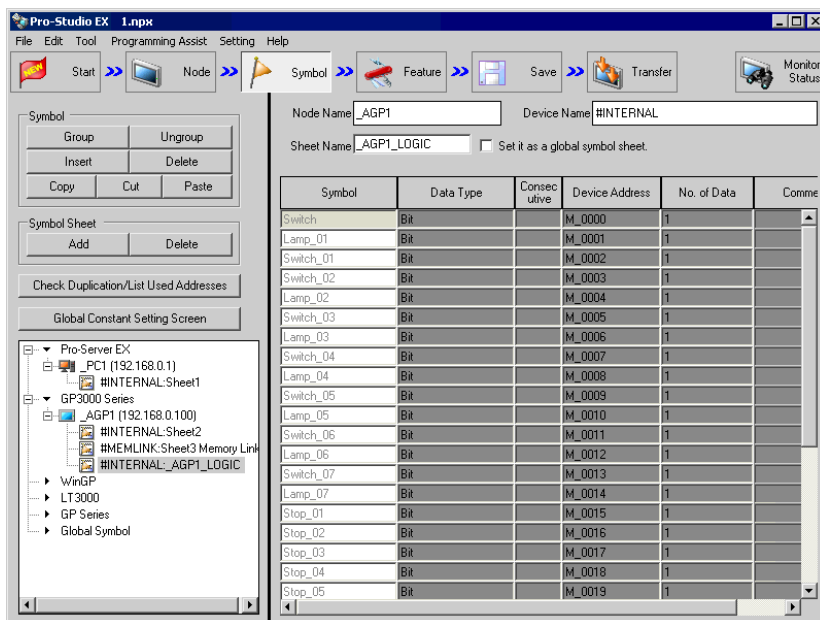 Pro-Studio EX 1.npx
File Edit Tool Programming Assist Setting Help
NEW Start >> Node >> Symbol >> Feature >> Save >> Transfer Monitor Status
Symbol
Group Ungroup
Insert Delete
Copy Cut Paste
Symbol Sheet
Add Delete
Check Duplication/List Used Addresses
Global Constant Setting Screen
Pro-Server EX
_PC1 (192.168.0.1)
#INTERNAL:Sheet1
GP3000 Series
_AGP1 (192.168.0.100)
#INTERNAL:Sheet2
#MEMLINK:Sheet3 Memory Link
#INTERNAL:_AGP1_LOGIC
WinGP
LT3000
GP Series
Global Symbol
Node Name _AGP1 Device Name #INTERNAL
Sheet Name _AGP1_LOGIC Set it as a global symbol sheet.
Symbol Data Type Consecutive Device Address No. of Data Comme
Switch Bit M_0000 1
Lamp_01 Bit M_0001 1
Switch_01 Bit M_0002 1
Switch_02 Bit M_0003 1
Lamp_02 Bit M_0004 1
Switch_03 Bit M_0005 1
Lamp_03 Bit M_0006 1
Switch_04 Bit M_0007 1
Lamp_04 Bit M_0008 1
Switch_05 Bit M_0009 1
Lamp_05 Bit M_0010 1
Switch_06 Bit M_0011 1
Lamp_06 Bit M_0012 1
Switch_07 Bit M_0013 1
Lamp_07 Bit M_0014 1
Stop_01 Bit M_0015 1
Stop_02 Bit M_0016 1
Stop_03 Bit M_0017 1
Stop_04 Bit M_0018 1
Stop_05 Bit M_0019 1